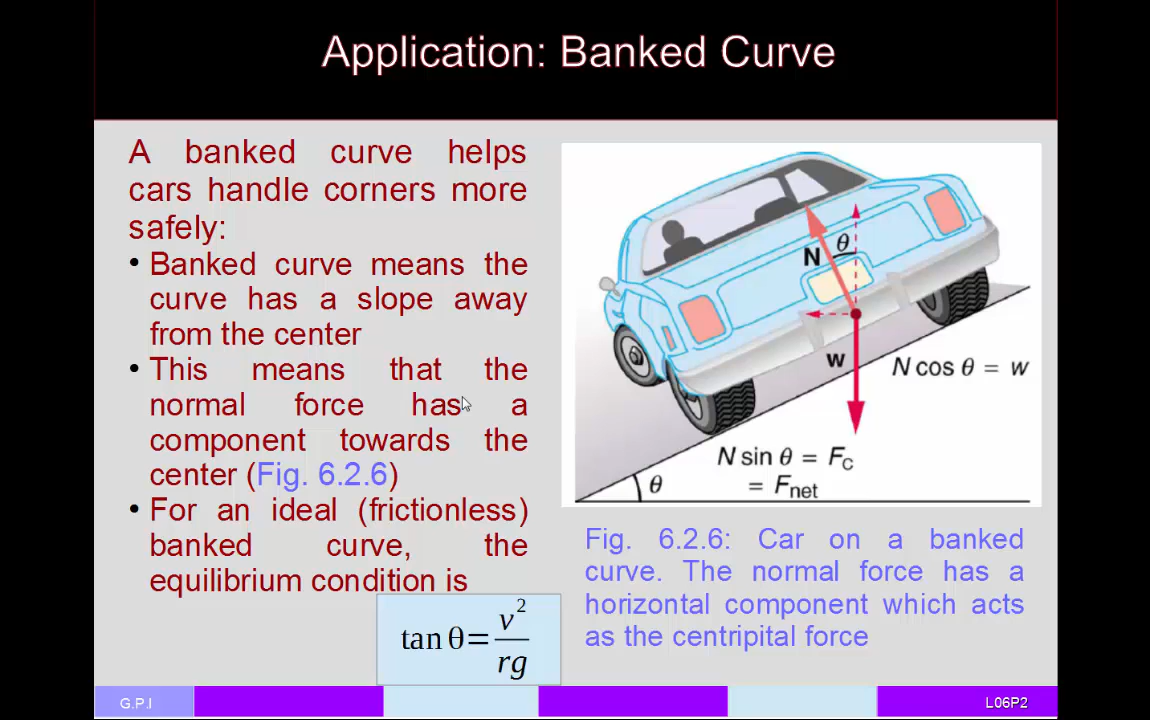 Application: Banked Curve
A banked curve helps
cars handle corners more
safely:
• Banked curve means the
curve has a slope away
from the center
• This means that the
normal force has a
component towards the
center (Fig. 6.2.6)
• For an ideal (frictionless)
banked curve, the
equilibrium condition is
tan θ = v² / rg
θ
N
w
N cos θ = w
N sin θ = Fc
= Fnet
θ
Fig. 6.2.6: Car on a banked
curve. The normal force has a
horizontal component which acts
as the centripital force
G.P.I
L06P2